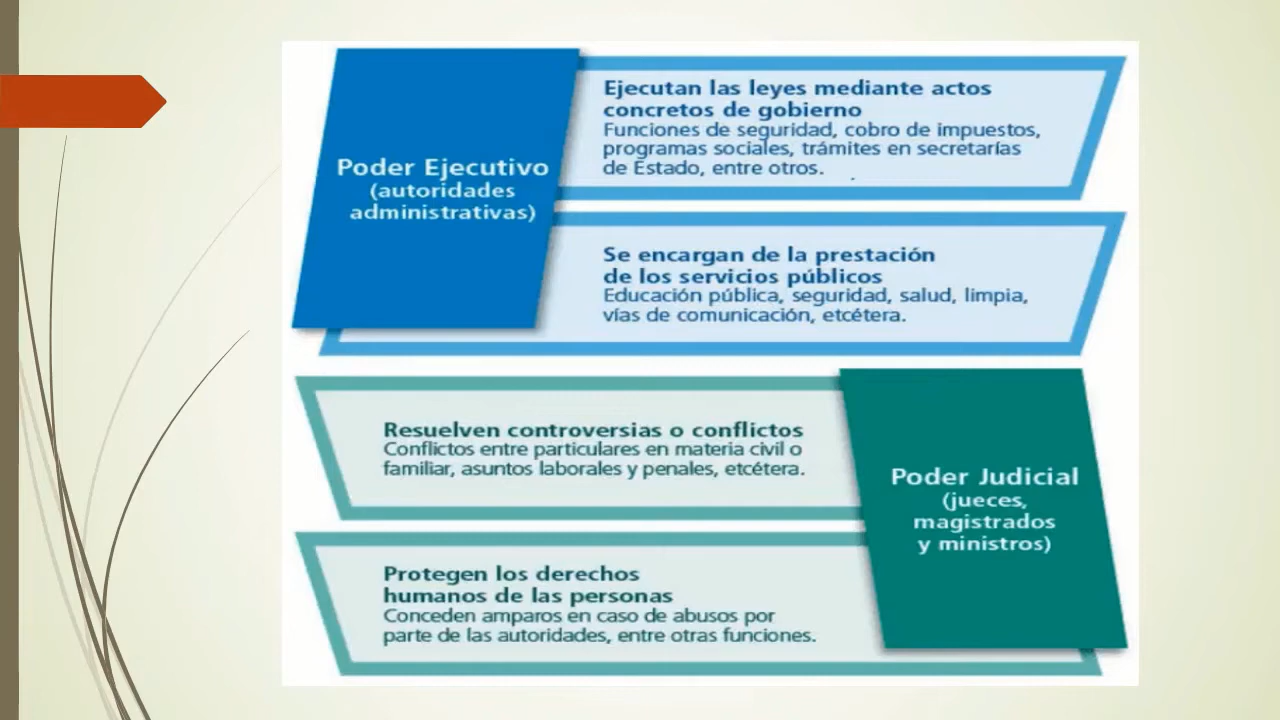 Poder Ejecutivo
(autoridades
administrativas)
Ejecutan las leyes mediante actos
concretos de gobierno
Funciones de seguridad, cobro de impuestos,
programas sociales, trámites en secretarías
de Estado, entre otros.
Se encargan de la prestación
de los servicios públicos
Educación pública, seguridad, salud, limpia,
vías de comunicación, etcétera.
Resuelven controversias o conflictos
Conflictos entre particulares en materia civil o
familiar, asuntos laborales y penales, etcétera.
Protegen los derechos
humanos de las personas
Conceden amparos en caso de abusos por
parte de las autoridades, entre otras funciones.
Poder Judicial
(jueces,
magistrados
y ministros)